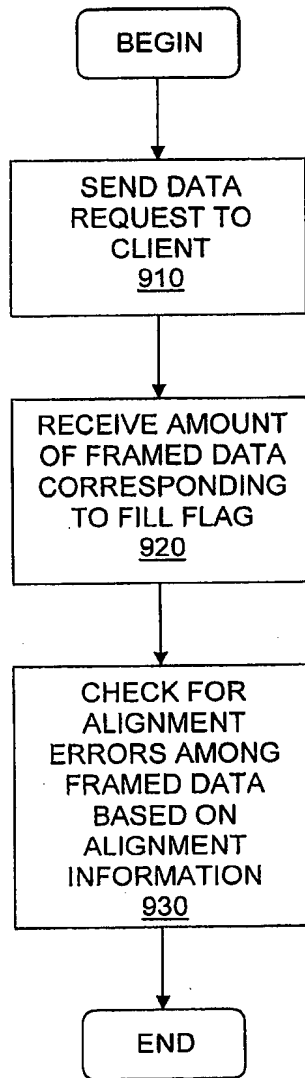 BEGIN
SEND DATA
REQUEST TO
CLIENT
910
RECEIVE AMOUNT
OF FRAMED DATA
CORRESPONDING
TO FILL FLAG
920
CHECK FOR
ALIGNMENT
ERRORS AMONG
FRAMED DATA
BASED ON
ALIGNMENT
INFORMATION
930
END